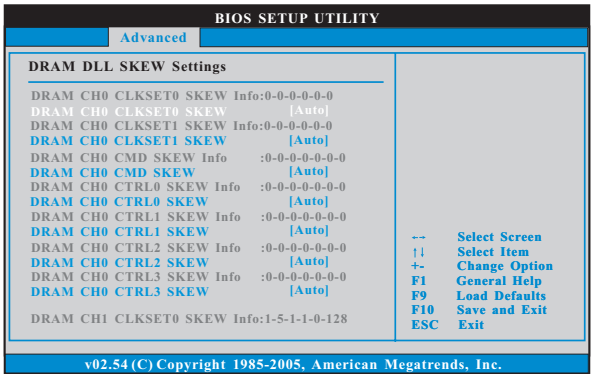 BIOS SETUP UTILITY
Advanced
DRAM DLL SKEW Settings
DRAM CH0 CLKSET0 SKEW Info:0-0-0-0-0-0
DRAM CH0 CLKSET0 SKEW [Auto]
DRAM CH0 CLKSET1 SKEW Info:0-0-0-0-0-0
DRAM CH0 CLKSET1 SKEW [Auto]
DRAM CH0 CMD SKEW Info :0-0-0-0-0-0-0
DRAM CH0 CMD SKEW [Auto]
DRAM CH0 CTRL0 SKEW Info :0-0-0-0-0-0-0
DRAM CH0 CTRL0 SKEW [Auto]
DRAM CH0 CTRL1 SKEW Info :0-0-0-0-0-0-0
DRAM CH0 CTRL1 SKEW [Auto]
DRAM CH0 CTRL2 SKEW Info :0-0-0-0-0-0-0
DRAM CH0 CTRL2 SKEW [Auto]
DRAM CH0 CTRL3 SKEW Info :0-0-0-0-0-0-0
DRAM CH0 CTRL3 SKEW [Auto]
DRAM CH1 CLKSET0 SKEW Info:1-5-1-1-0-128
←→ Select Screen
↑↓ Select Item
+- Change Option
F1 General Help
F9 Load Defaults
F10 Save and Exit
ESC Exit
v02.54 (C) Copyright 1985-2005, American Megatrends, Inc.